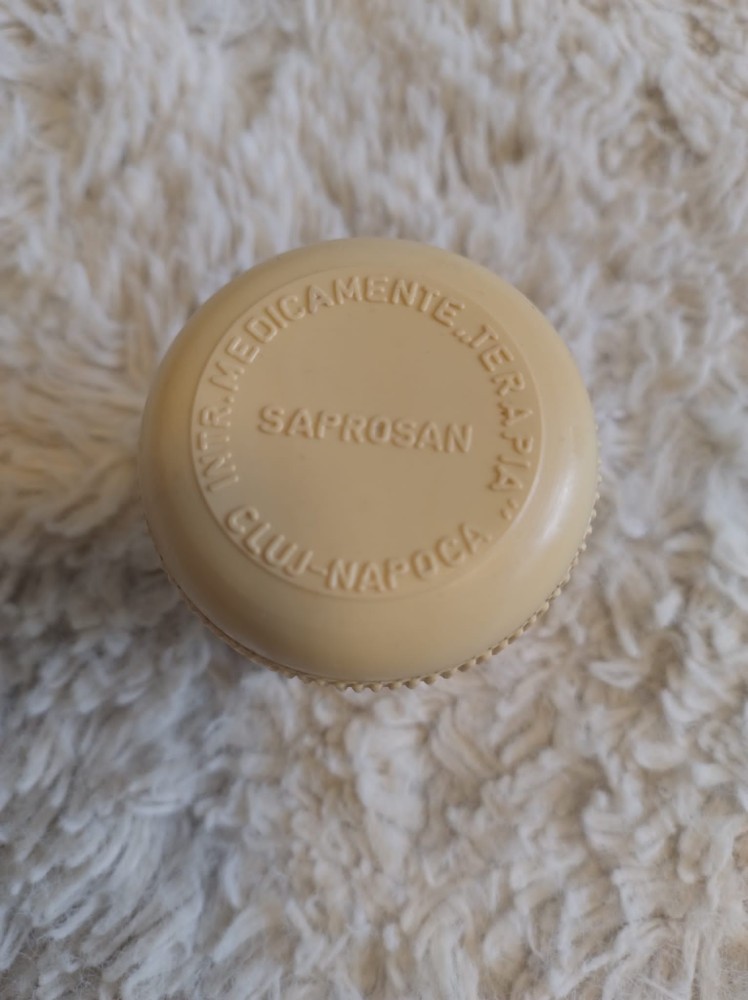 INTR. MEDICAMENTE „TERAPIA"
SAPROSAN
CLUJ-NAPOCA